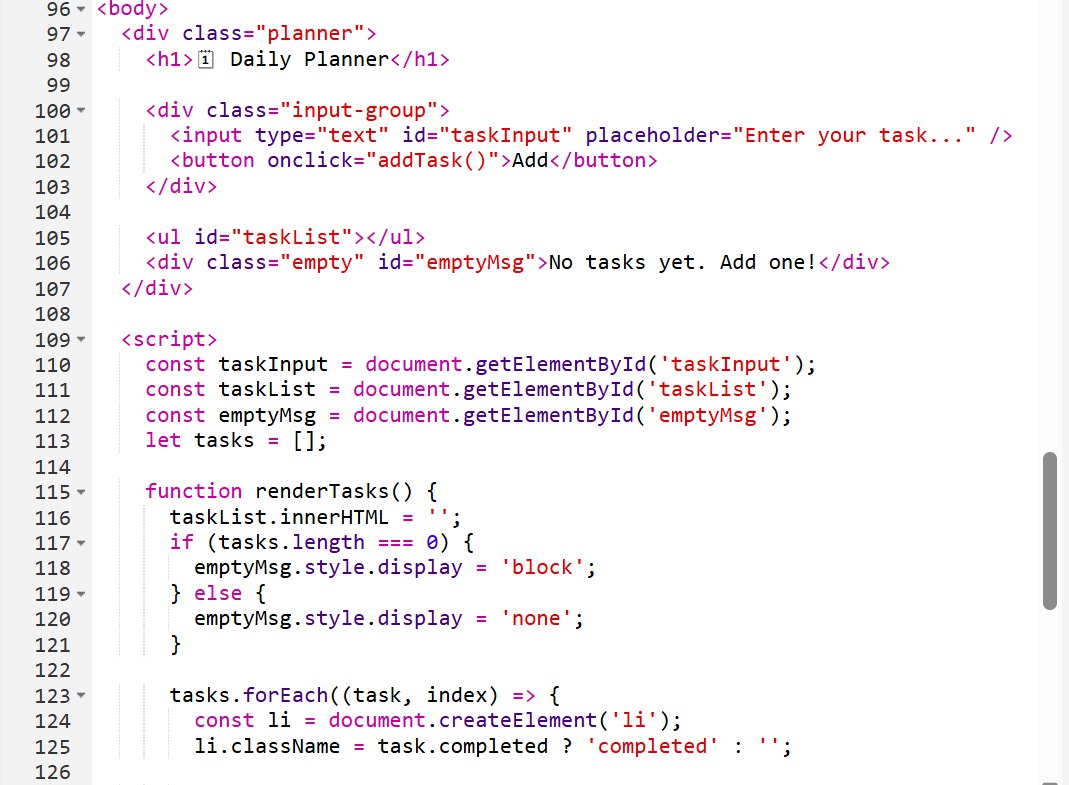 96 <body>
97 <div class="planner">
98 <h1>🗓 Daily Planner</h1>
99
100 <div class="input-group">
101 <input type="text" id="taskInput" placeholder="Enter your task..." />
102 <button onclick="addTask()">Add</button>
103 </div>
104
105 <ul id="taskList"></ul>
106 <div class="empty" id="emptyMsg">No tasks yet. Add one!</div>
107 </div>
108
109 <script>
110 const taskInput = document.getElementById('taskInput');
111 const taskList = document.getElementById('taskList');
112 const emptyMsg = document.getElementById('emptyMsg');
113 let tasks = [];
114
115 function renderTasks() {
116 taskList.innerHTML = '';
117 if (tasks.length === 0) {
118 emptyMsg.style.display = 'block';
119 } else {
120 emptyMsg.style.display = 'none';
121 }
122
123 tasks.forEach((task, index) => {
124 const li = document.createElement('li');
125 li.className = task.completed ? 'completed' : '';
126